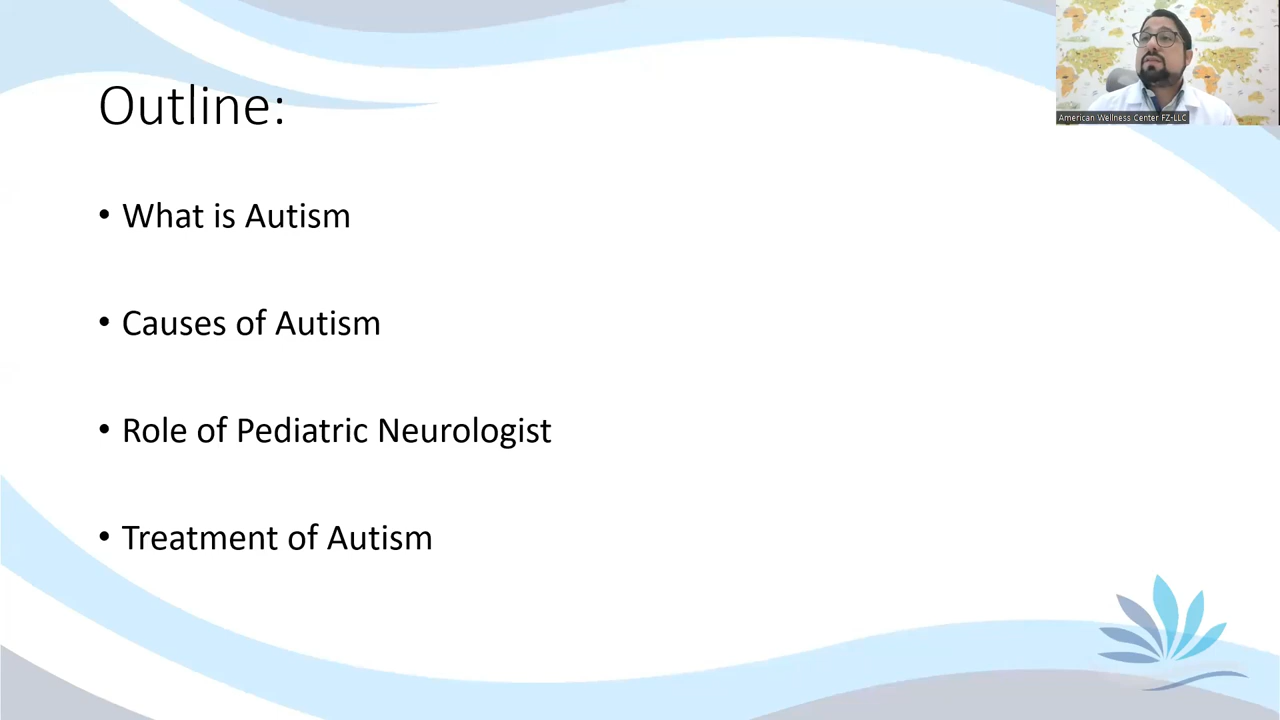 Outline:
American Wellness Center FZ-LLC
• What is Autism
• Causes of Autism
• Role of Pediatric Neurologist
• Treatment of Autism